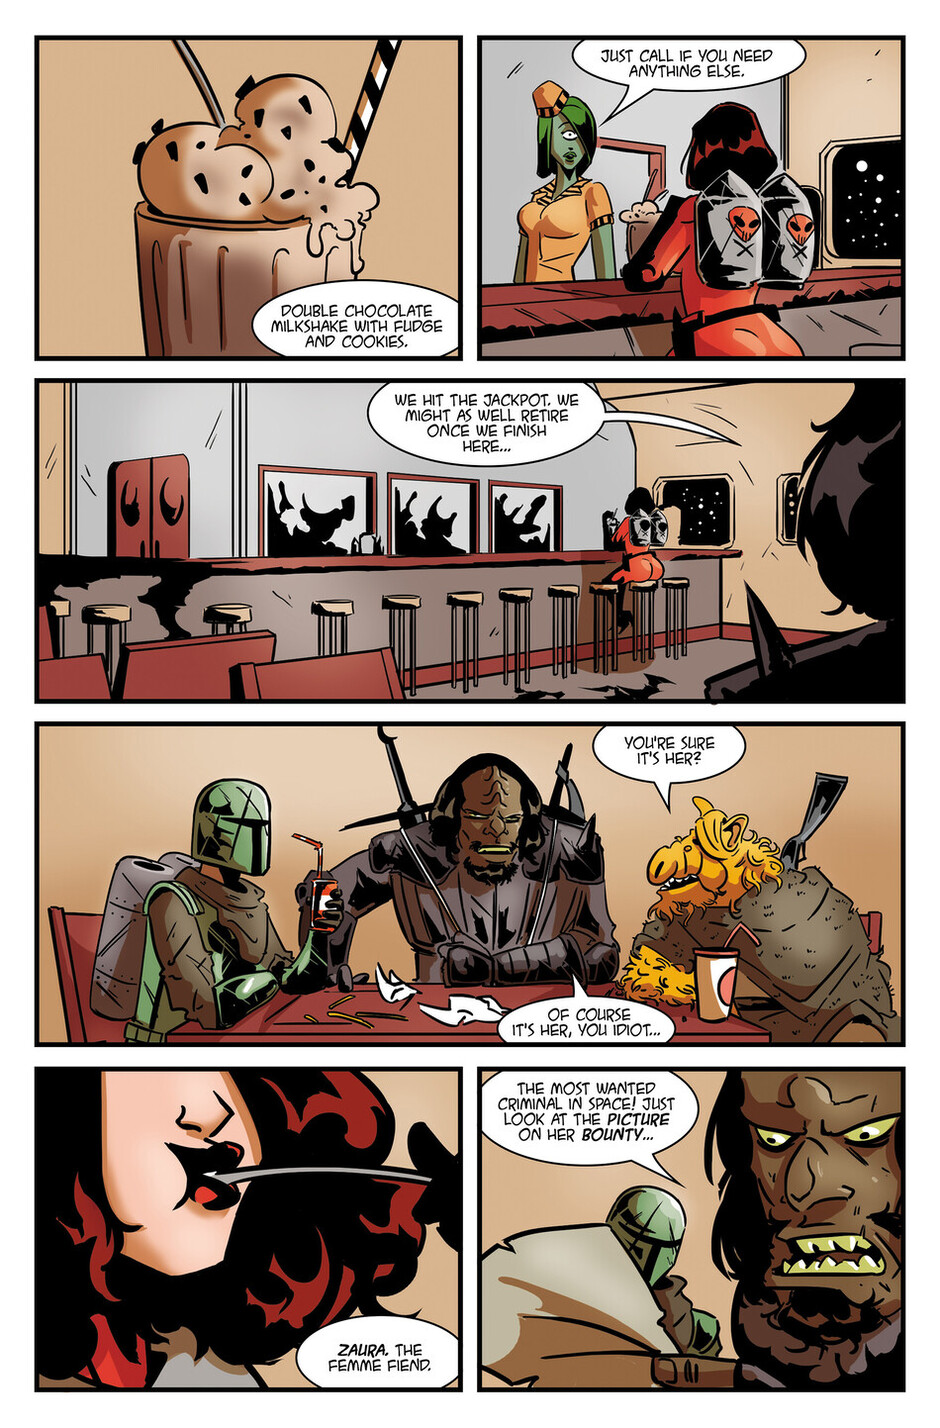 DOUBLE CHOCOLATE
MILKSHAKE WITH FUDGE
AND COOKIES.
JUST CALL IF YOU NEED
ANYTHING ELSE.
WE HIT THE JACKPOT. WE
MIGHT AS WELL RETIRE
ONCE WE FINISH
HERE...
YOU'RE SURE
IT'S HER?
OF COURSE
IT'S HER, YOU IDIOT...
ZAURA. THE
FEMME FIEND.
THE MOST WANTED
CRIMINAL IN SPACE! JUST
LOOK AT THE PICTURE
ON HER BOUNTY...